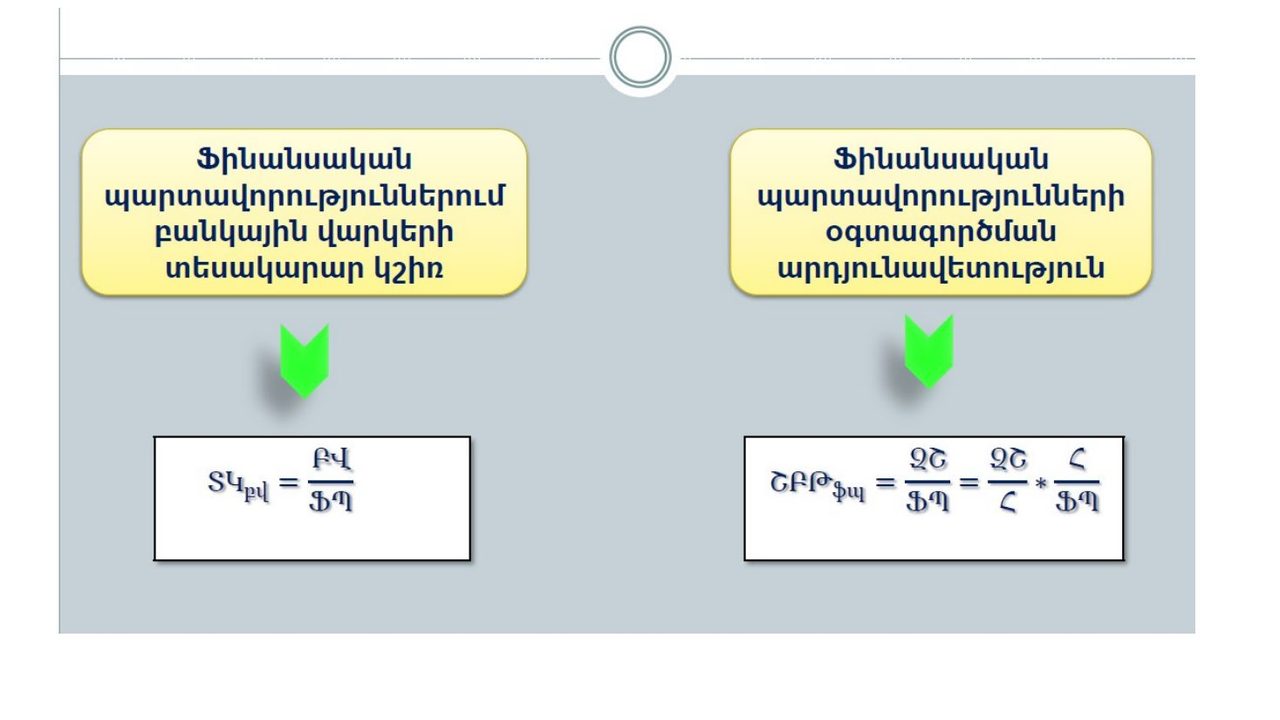 Ֆինանսական
պարտավորություններում
բանկային վարկերի
տեսակարար կշիռ
Ֆինանսական
պարտավորությունների
օգտագործման
արդյունավետություն
ՏԿբվ = ԲՎ/ՖՊ
ՇԲԹֆպ = ԶՇ/ՖՊ = ԶՇ/Հ * Հ/ՖՊ